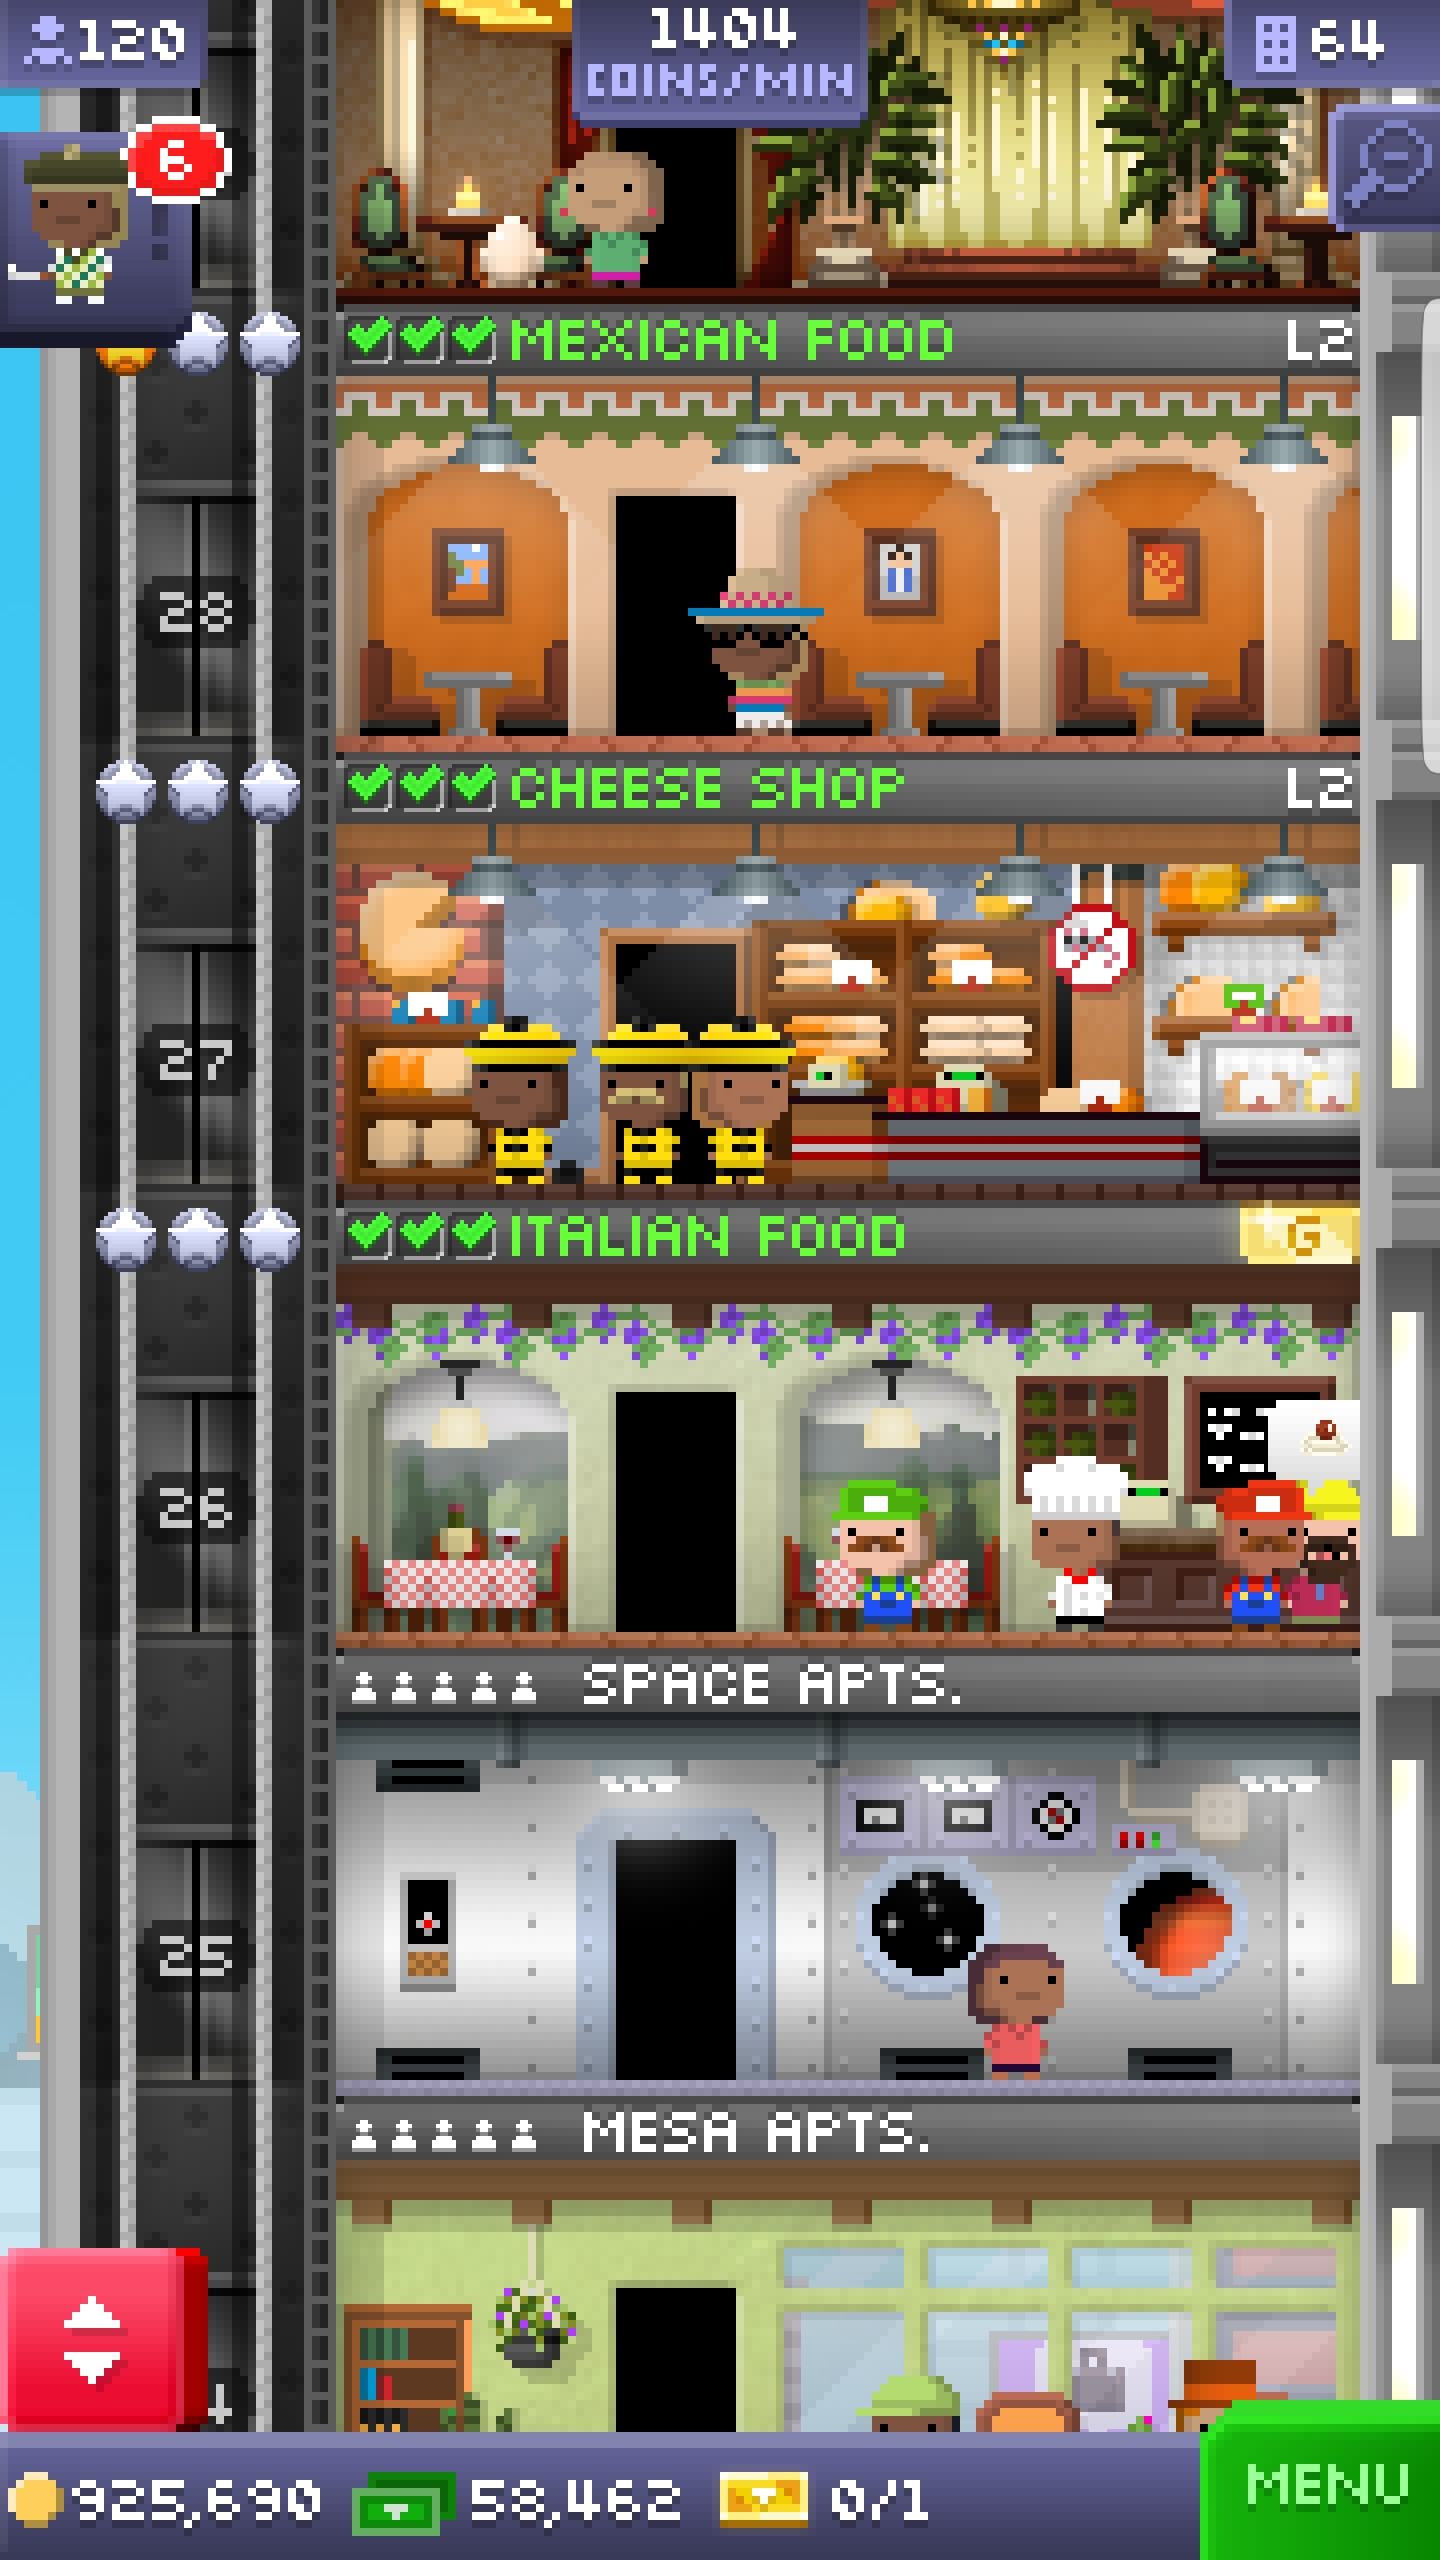 120
1404
COINS/MIN
64
6
MEXICAN FOOD L2
28
CHEESE SHOP L2
27
ITALIAN FOOD G
26
SPACE APTS.
25
MESA APTS.
925,690 58,462 0/1
MENU